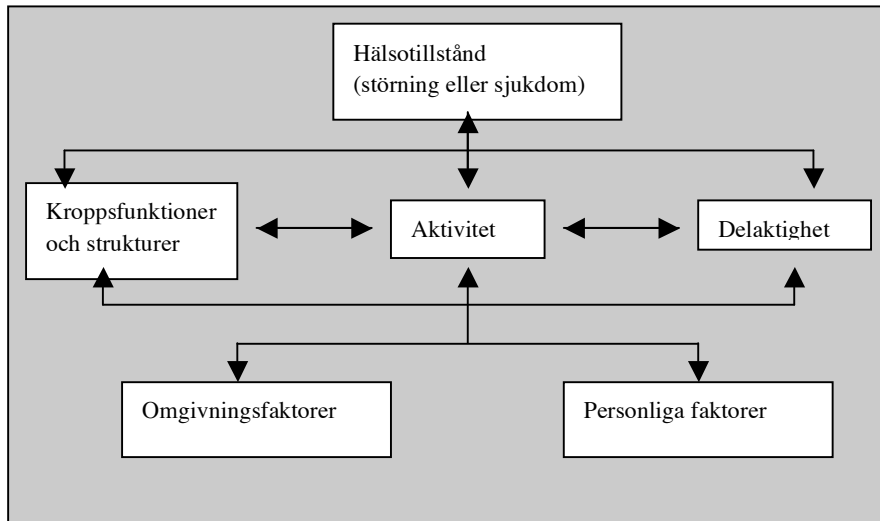 Hälsotillstånd
(störning eller sjukdom)
Kroppsfunktioner
och strukturer
Aktivitet
Delaktighet
Omgivningsfaktorer
Personliga faktorer